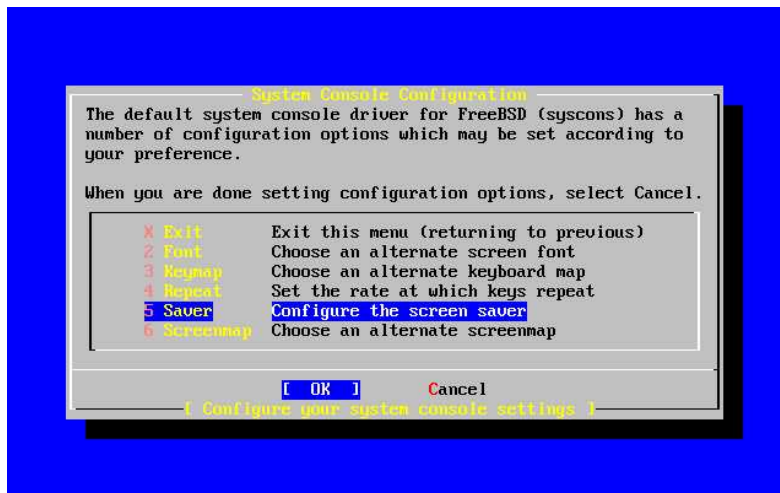 System Console Configuration
The default system console driver for FreeBSD (syscons) has a
number of configuration options which may be set according to
your preference.
When you are done setting configuration options, select Cancel.
X Exit Exit this menu (returning to previous)
2 Font Choose an alternate screen font
3 Keymap Choose an alternate keyboard map
4 Repeat Set the rate at which keys repeat
5 Saver Configure the screen saver
6 Screenmap Choose an alternate screenmap
[ OK ] Cancel
[ Configure your system console settings ]